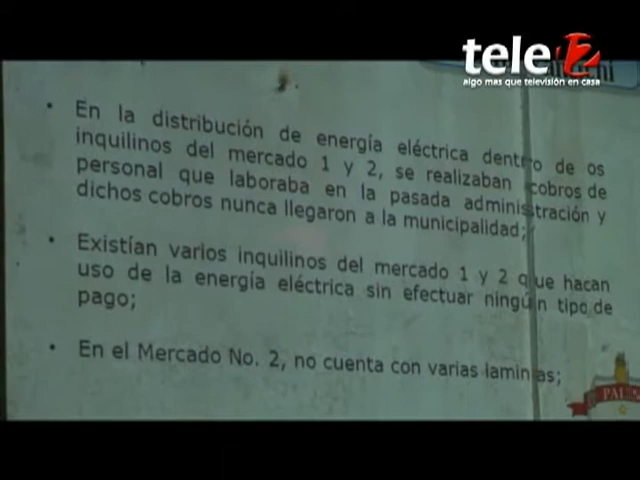 tele
algo mas que televisión en casa
• En la distribución de energía eléctrica dentro de os
inquilinos del mercado 1 y 2, se realizaban cobros de
personal que laboraba en la pasada administración y
dichos cobros nunca llegaron a la municipalidad;
• Existían varios inquilinos del mercado 1 y 2 que hacan
uso de la energía eléctrica sin efectuar ningún tipo de
pago;
• En el Mercado No. 2, no cuenta con varias laminas;